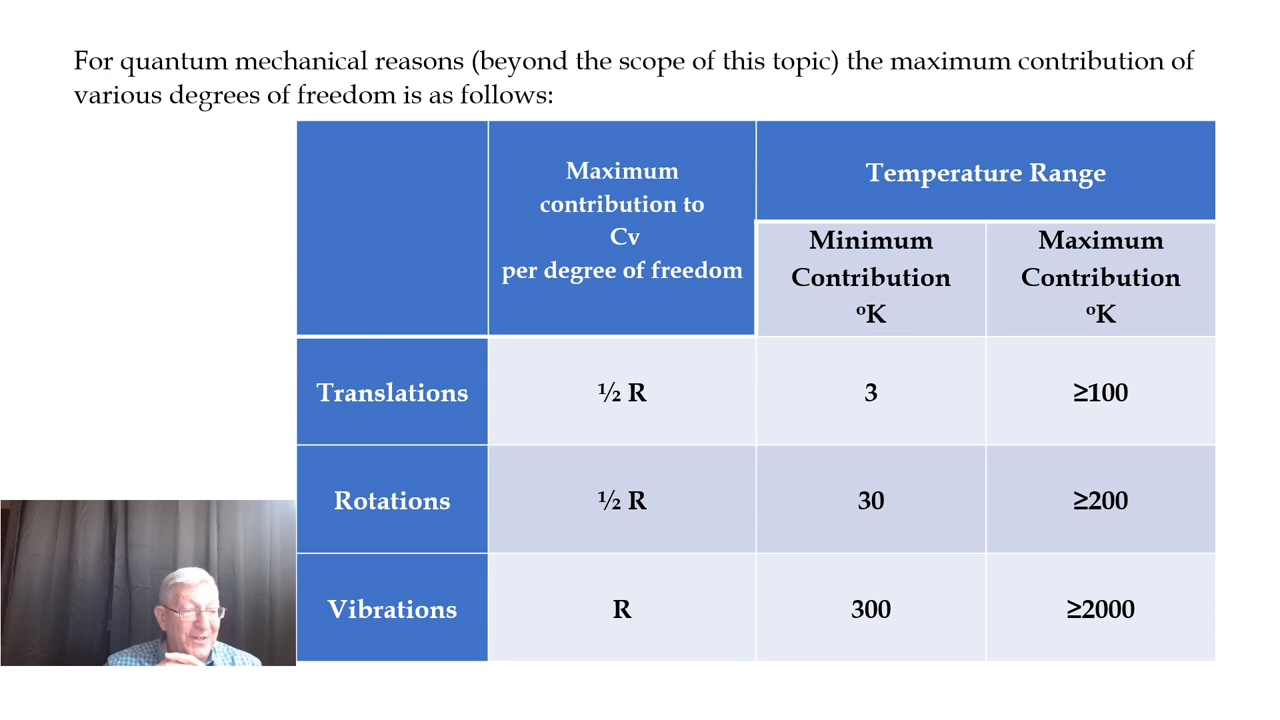 For quantum mechanical reasons (beyond the scope of this topic) the maximum contribution of
various degrees of freedom is as follows:
Maximum
contribution to
Cv
per degree of freedom
Temperature Range
Minimum
Contribution
ºK
Maximum
Contribution
ºK
Translations
½ R
3
≥100
Rotations
½ R
30
≥200
Vibrations
R
300
≥2000